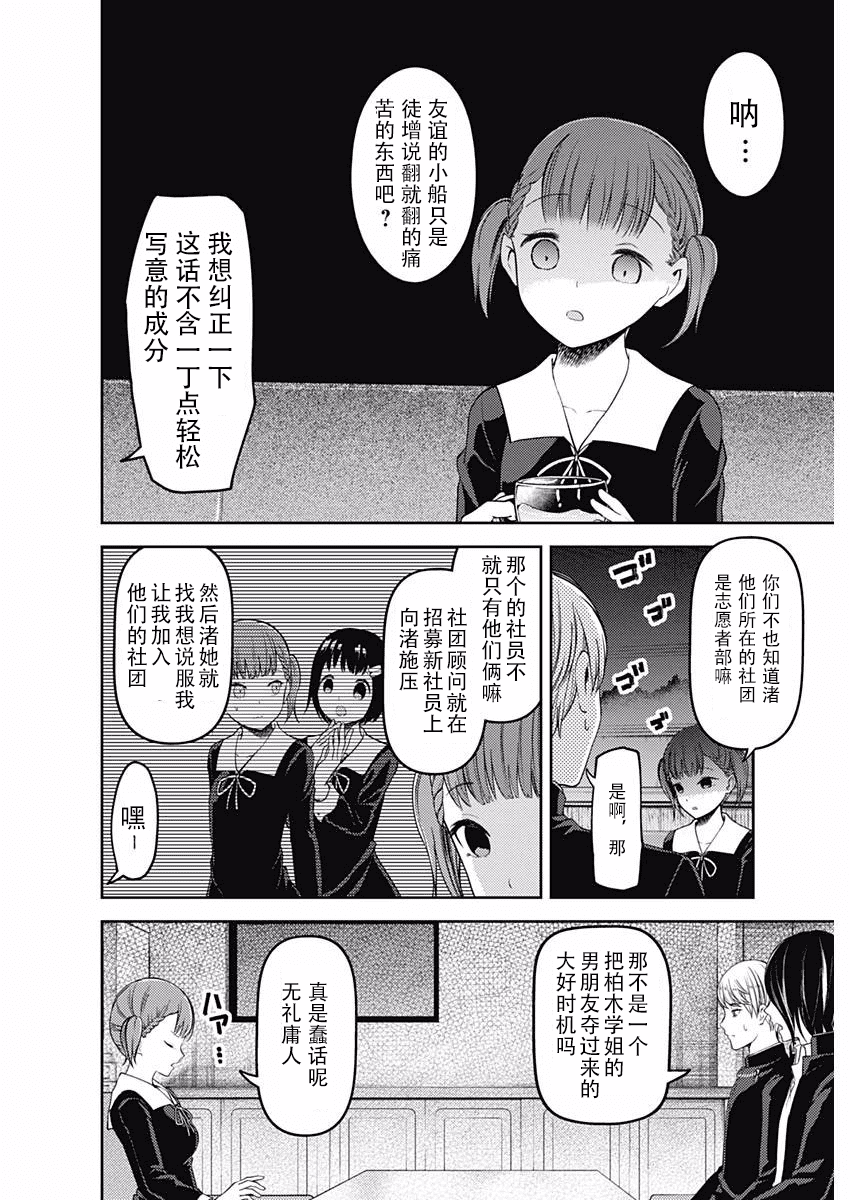 呐…
友谊的小船只是
徒增说翻就翻的痛
苦的东西吧？
我想纠正一下
这话不含一丁点轻松
写意的成分
你们不也知道渚
他们所在的社团
是志愿者部嘛
ゴゴ
ゴゴ
是啊，那
那个的社员不
就只有他们俩嘛
社团顾问就在
招募新社员上
向渚施压
然后渚她就
找我想说服我
让我加入
他们的社团
嘿ー
那不是一个
把柏木学姐的
男朋友夺过来的
大好时机吗
真是蠢话呢
无礼庸人
ハァ…